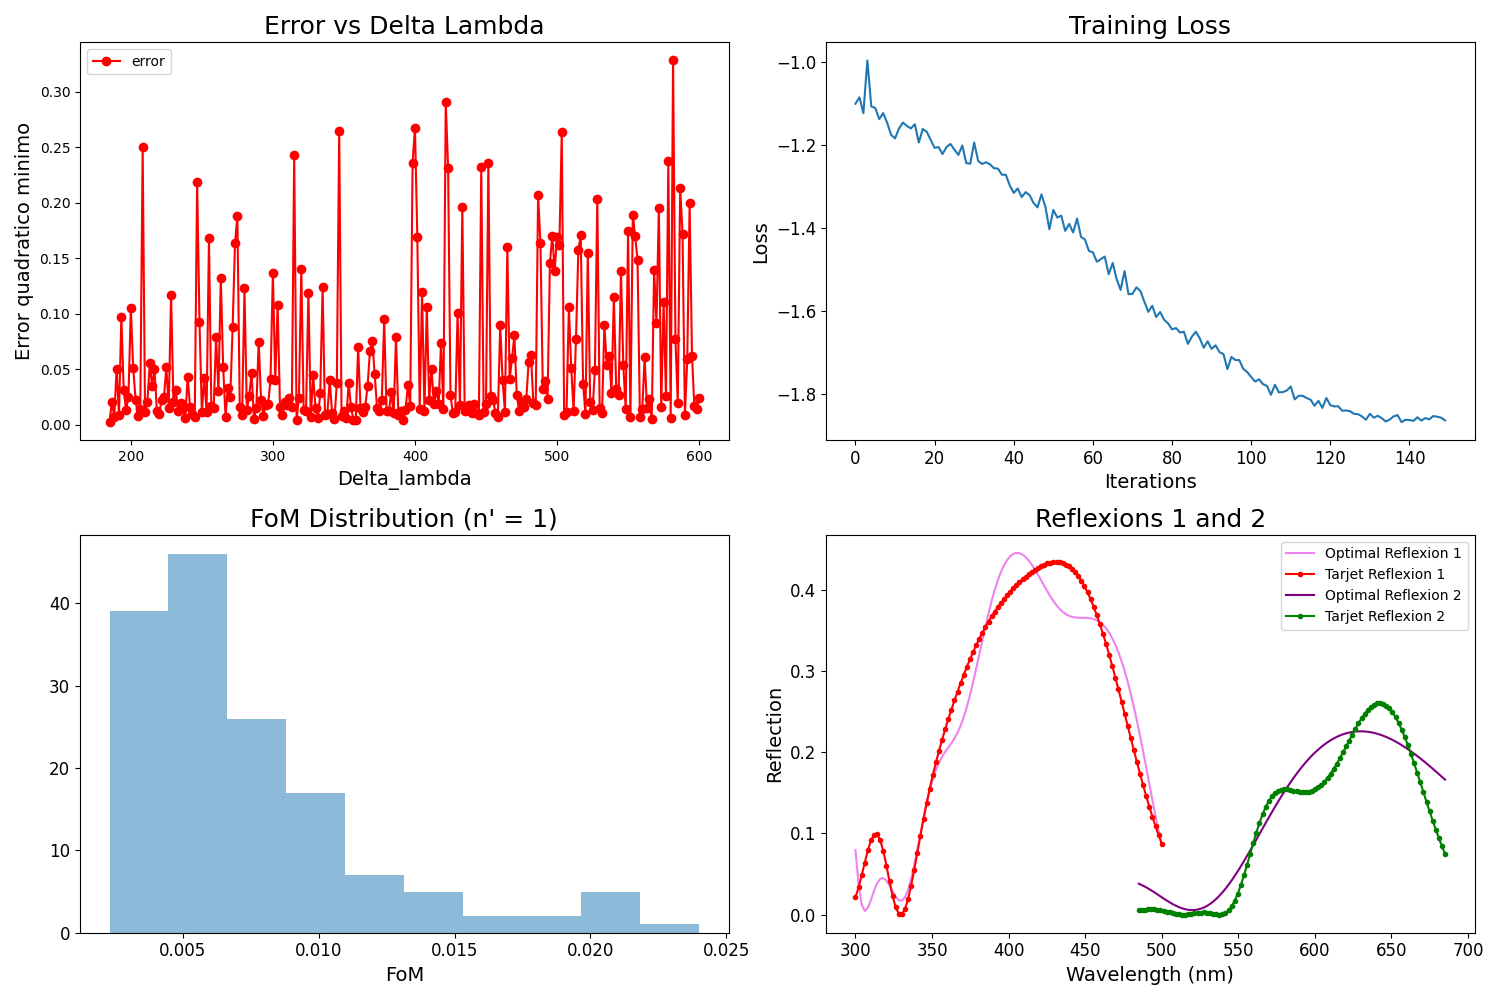 Error vs Delta Lambda
error
Error quadratico minimo
0.30
0.25
0.20
0.15
0.10
0.05
0.00
200 300 400 500 600
Delta_lambda
Training Loss
Loss
−1.0
−1.2
−1.4
−1.6
−1.8
0 20 40 60 80 100 120 140
Iterations
FoM Distribution (n' = 1)
40
30
20
10
0
0.005 0.010 0.015 0.020 0.025
FoM
Reflexions 1 and 2
Optimal Reflexion 1
Tarjet Reflexion 1
Optimal Reflexion 2
Tarjet Reflexion 2
Reflection
0.4
0.3
0.2
0.1
0.0
300 350 400 450 500 550 600 650 700
Wavelength (nm)